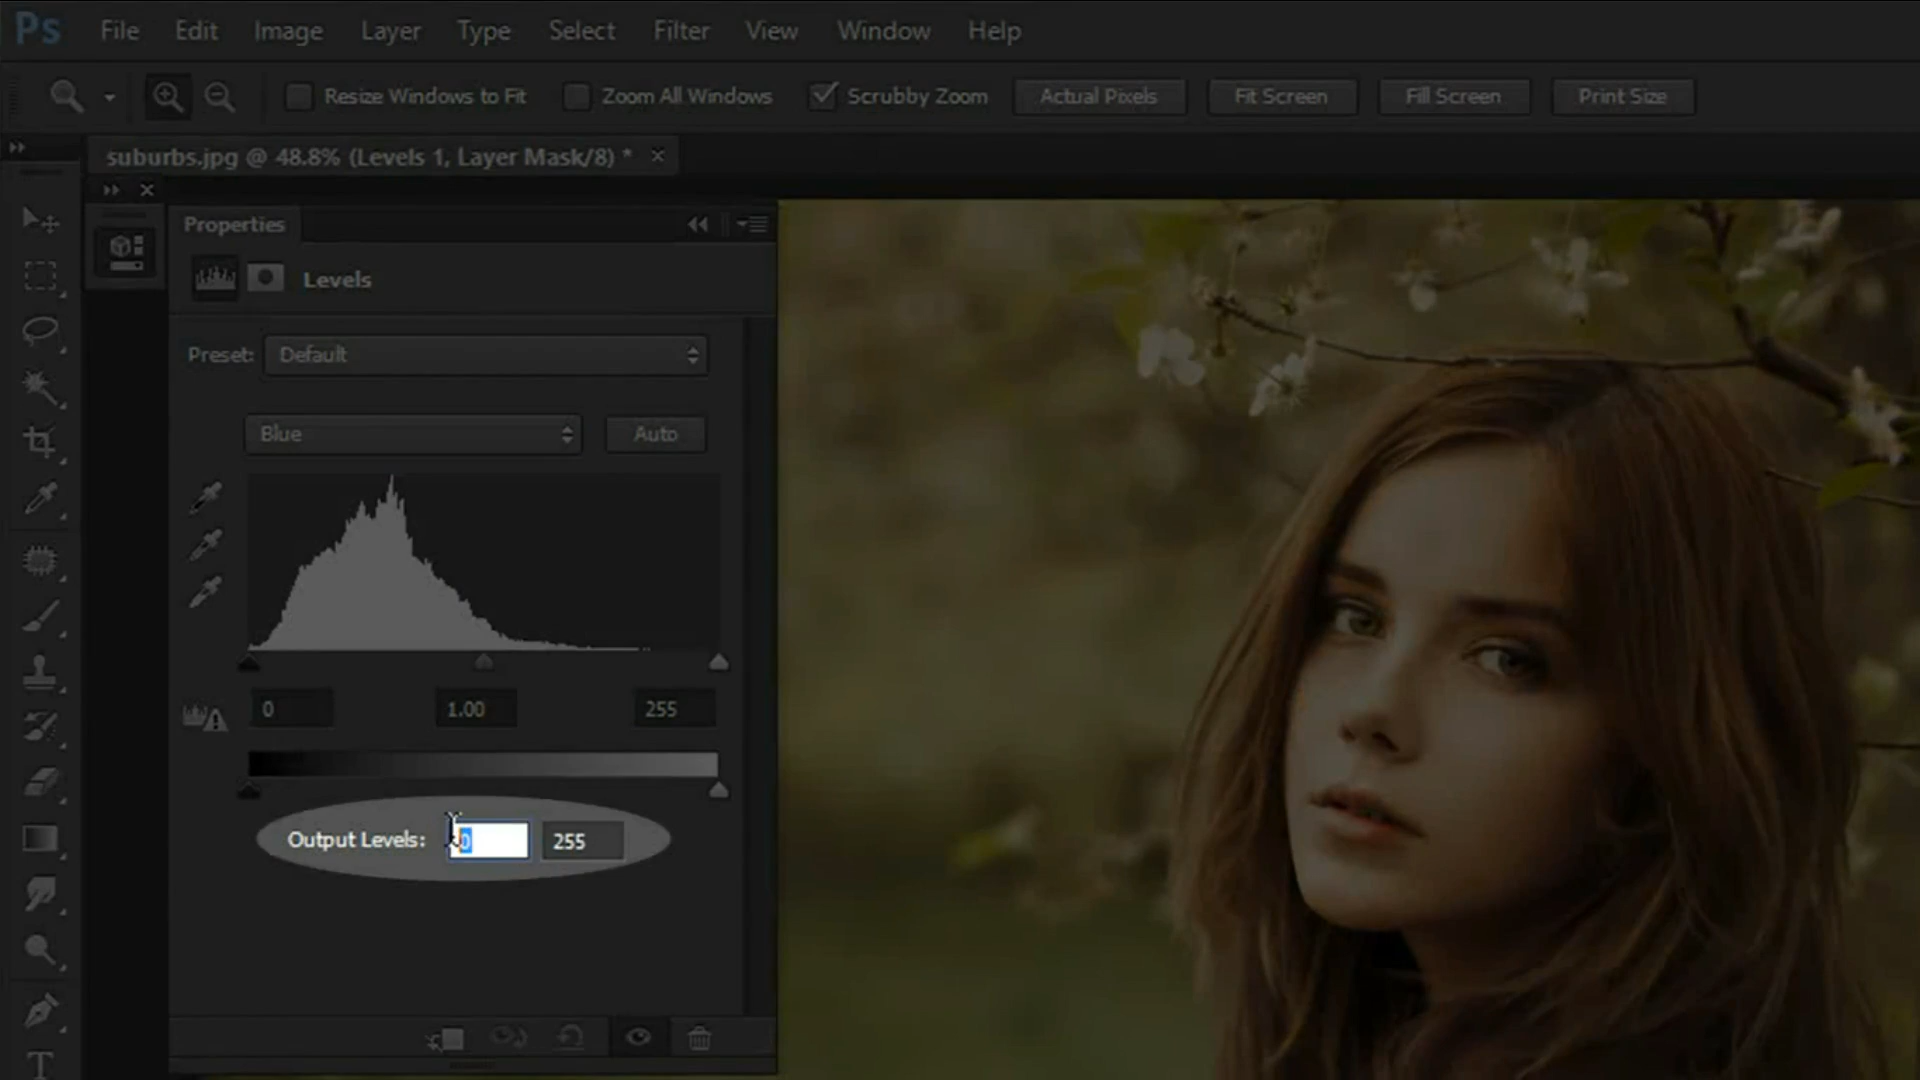 Ps File Edit Image Layer Type Select Filter View Window Help
Resize Windows to Fit Zoom All Windows Scrubby Zoom Actual Pixels Fit Screen Fill Screen Print Size
suburbs.jpg @ 48.8% (Levels 1, Layer Mask/8) *
Properties
Levels
Preset: Default
Blue Auto
0 1.00 255
Output Levels: 0 255